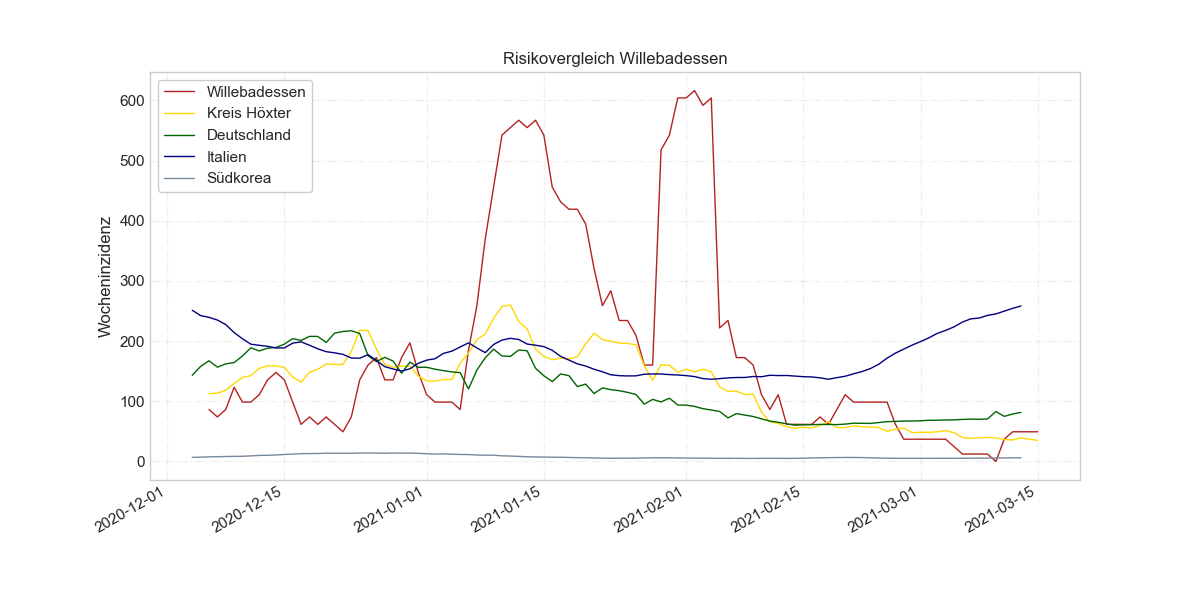 Risikovergleich Willebadessen
Willebadessen
Kreis Höxter
Deutschland
Italien
Südkorea
Wocheninzidenz
600
500
400
300
200
100
0
2020-12-01
2020-12-15
2021-01-01
2021-01-15
2021-02-01
2021-02-15
2021-03-01
2021-03-15